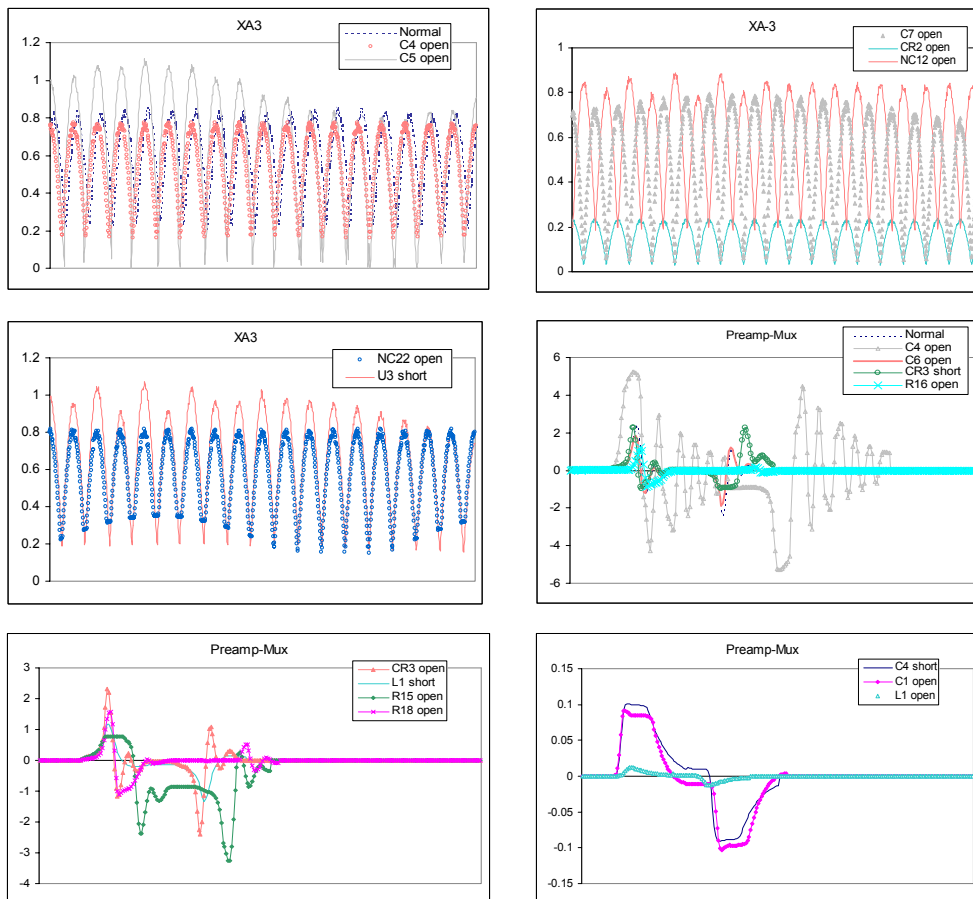 XA3
Normal
C4 open
C5 open
1.2
1
0.8
0.6
0.4
0.2
0
XA-3
C7 open
CR2 open
NC12 open
1
0.8
0.6
0.4
0.2
0
XA3
NC22 open
U3 short
1.2
1
0.8
0.6
0.4
0.2
0
Preamp-Mux
Normal
C4 open
C6 open
CR3 short
R16 open
6
4
2
0
-2
-4
-6
Preamp-Mux
CR3 open
L1 short
R15 open
R18 open
3
2
1
0
-1
-2
-3
-4
Preamp-Mux
C4 short
C1 open
L1 open
0.15
0.1
0.05
0
-0.05
-0.1
-0.15